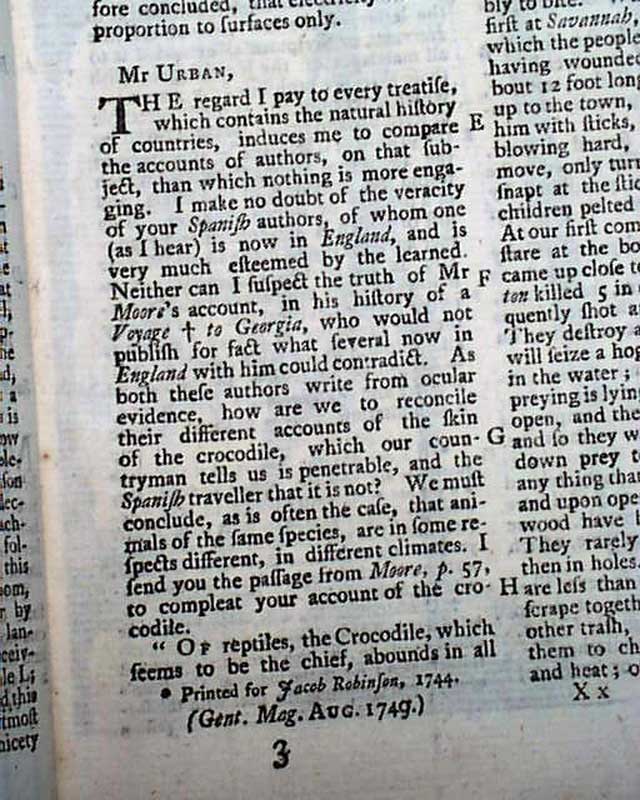 fore concluded, that electricity
proportion to ſurfaces only.
Mr URBAN,
THE regard I pay to every treatiſe,
which contains the natural hiſtory
of countries, induces me to compare E
the accounts of authors, on that ſub-
ject, than which nothing is more enga-
ging. I make no doubt of the veracity
of your Spaniſh authors, of whom one
(as I hear) is now in England, and is
very much eſteemed by the learned.
Neither can I ſuſpect the truth of Mr F
Moore's account, in his hiſtory of a
Voyage † to Georgia, who would not
publiſh for fact what ſeveral now in
England with him could contradict. As
both theſe authors write from ocular
evidence, how are we to reconcile
their different accounts of the ſkin
of the crocodile, which our coun- G
tryman tells us is penetrable, and the
Spaniſh traveller that it is not? We muſt
conclude, as is often the caſe, that ani-
mals of the ſame ſpecies, are in ſome re-
ſpects different, in different climates. I
ſend you the paſſage from Moore, p. 57,
to compleat your account of the cro- H
codile.
“ OF reptiles, the Crocodile, which
ſeems to be the chief, abounds in all
* Printed for Jacob Robinſon, 1744.
(Gent. Mag. AUG. 1749.)
3
bly to bite.
firſt at Savannah,
which the people
having wounded
bout 12 foot long
up to the town,
him with ſticks,
blowing hard,
move, only turn
ſnapt at the ſtic
children pelted
At our firſt com
ſtare at the bo
came up cloſe to
ton killed 5 in
quently ſhot a
They deſtroy a
will ſeize a hog
in the water ;
preying is lying
open, and the
and ſo they w
down prey t
any thing that
and upon ope
wood have b
They rarely
then in holes.
are leſs than
ſcrape togeth
other traſh,
them to ch
and heat; o
X x